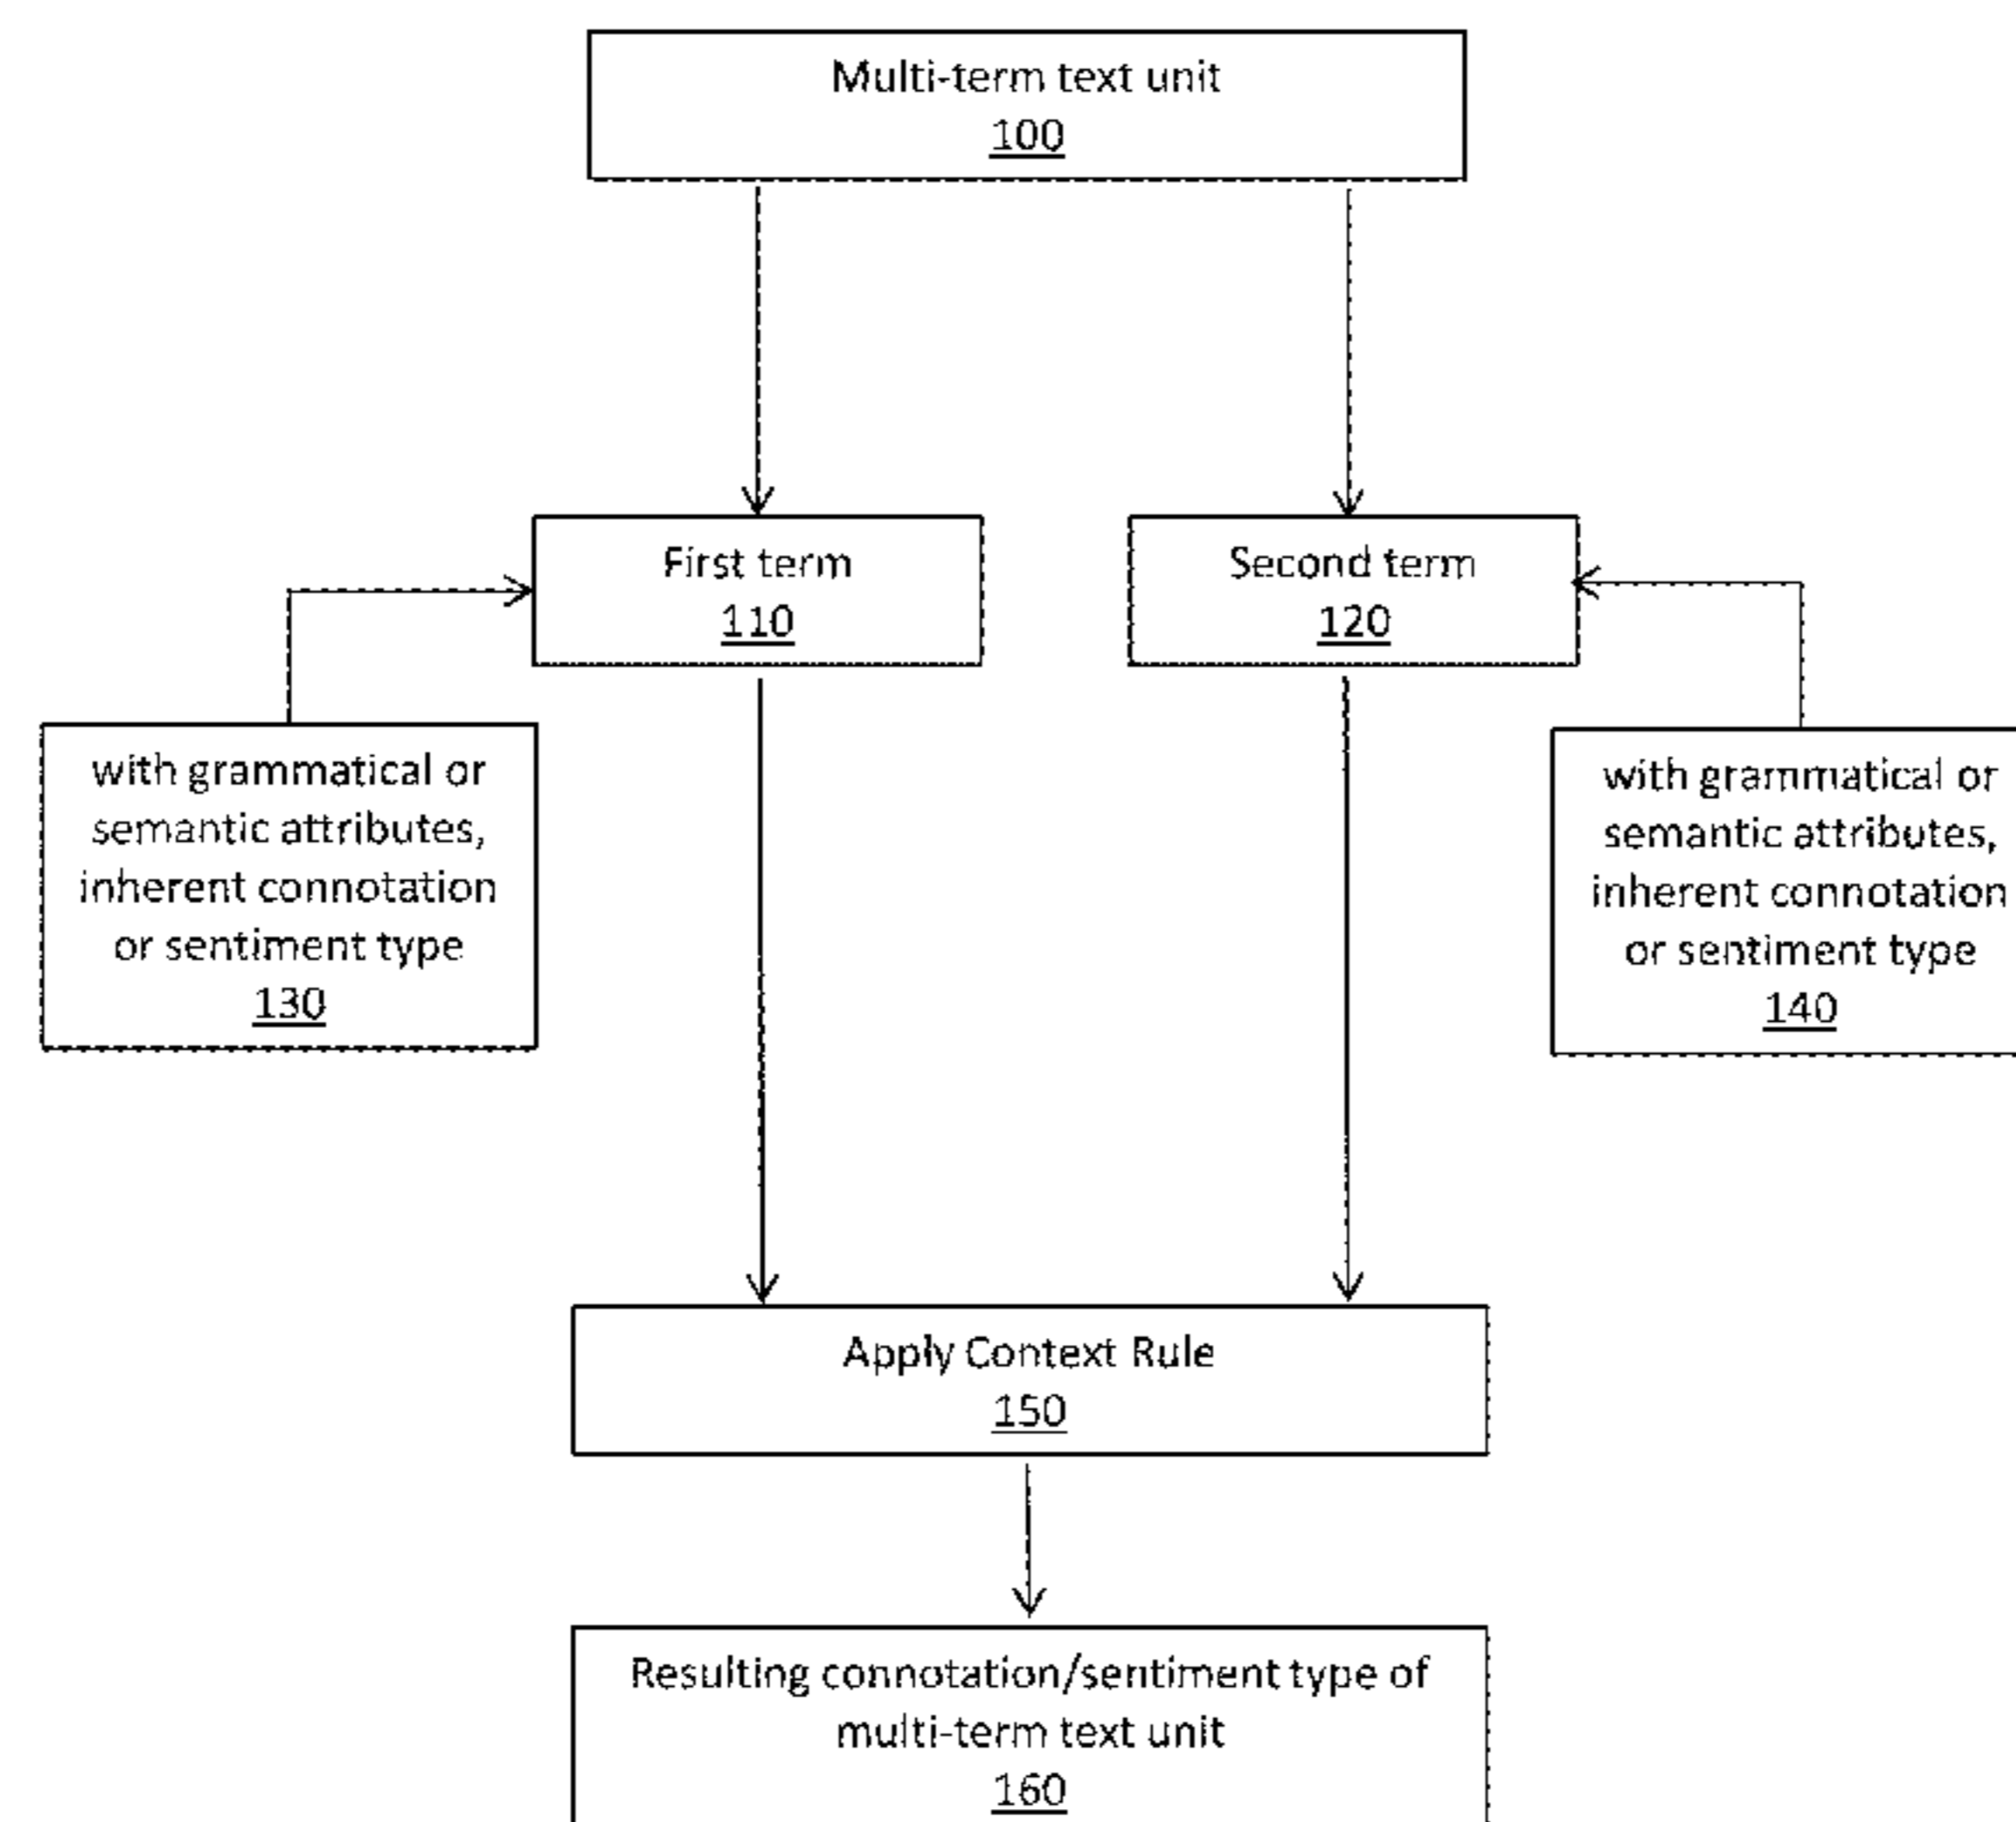 Multi-term text unit
100
First term
110
Second term
120
with grammatical or
semantic attributes,
inherent connotation
or sentiment type
130
with grammatical or
semantic attributes,
inherent connotation
or sentiment type
140
Apply Context Rule
150
Resulting connotation/sentiment type of
multi-term text unit
160